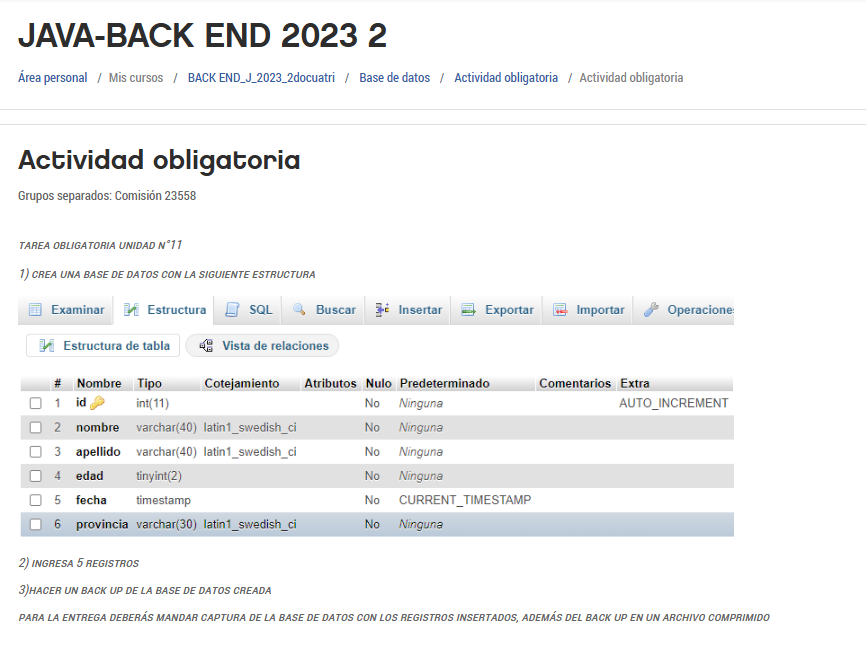 JAVA-BACK END 2023 2
Área personal / Mis cursos / BACK END_J_2023_2docuatri / Base de datos / Actividad obligatoria / Actividad obligatoria
Actividad obligatoria
Grupos separados: Comisión 23558
TAREA OBLIGATORIA UNIDAD N°11
1) CREA UNA BASE DE DATOS CON LA SIGUIENTE ESTRUCTURA
Examinar Estructura SQL Buscar Insertar Exportar Importar Operaciones
Estructura de tabla Vista de relaciones
# Nombre Tipo Cotejamiento Atributos Nulo Predeterminado Comentarios Extra
1 id int(11) No Ninguna AUTO_INCREMENT
2 nombre varchar(40) latin1_swedish_ci No Ninguna
3 apellido varchar(40) latin1_swedish_ci No Ninguna
4 edad tinyint(2) No Ninguna
5 fecha timestamp No CURRENT_TIMESTAMP
6 provincia varchar(30) latin1_swedish_ci No Ninguna
2) INGRESA 5 REGISTROS
3)HACER UN BACK UP DE LA BASE DE DATOS CREADA
PARA LA ENTREGA DEBERÁS MANDAR CAPTURA DE LA BASE DE DATOS CON LOS REGISTROS INSERTADOS, ADEMÁS DEL BACK UP EN UN ARCHIVO COMPRIMIDO